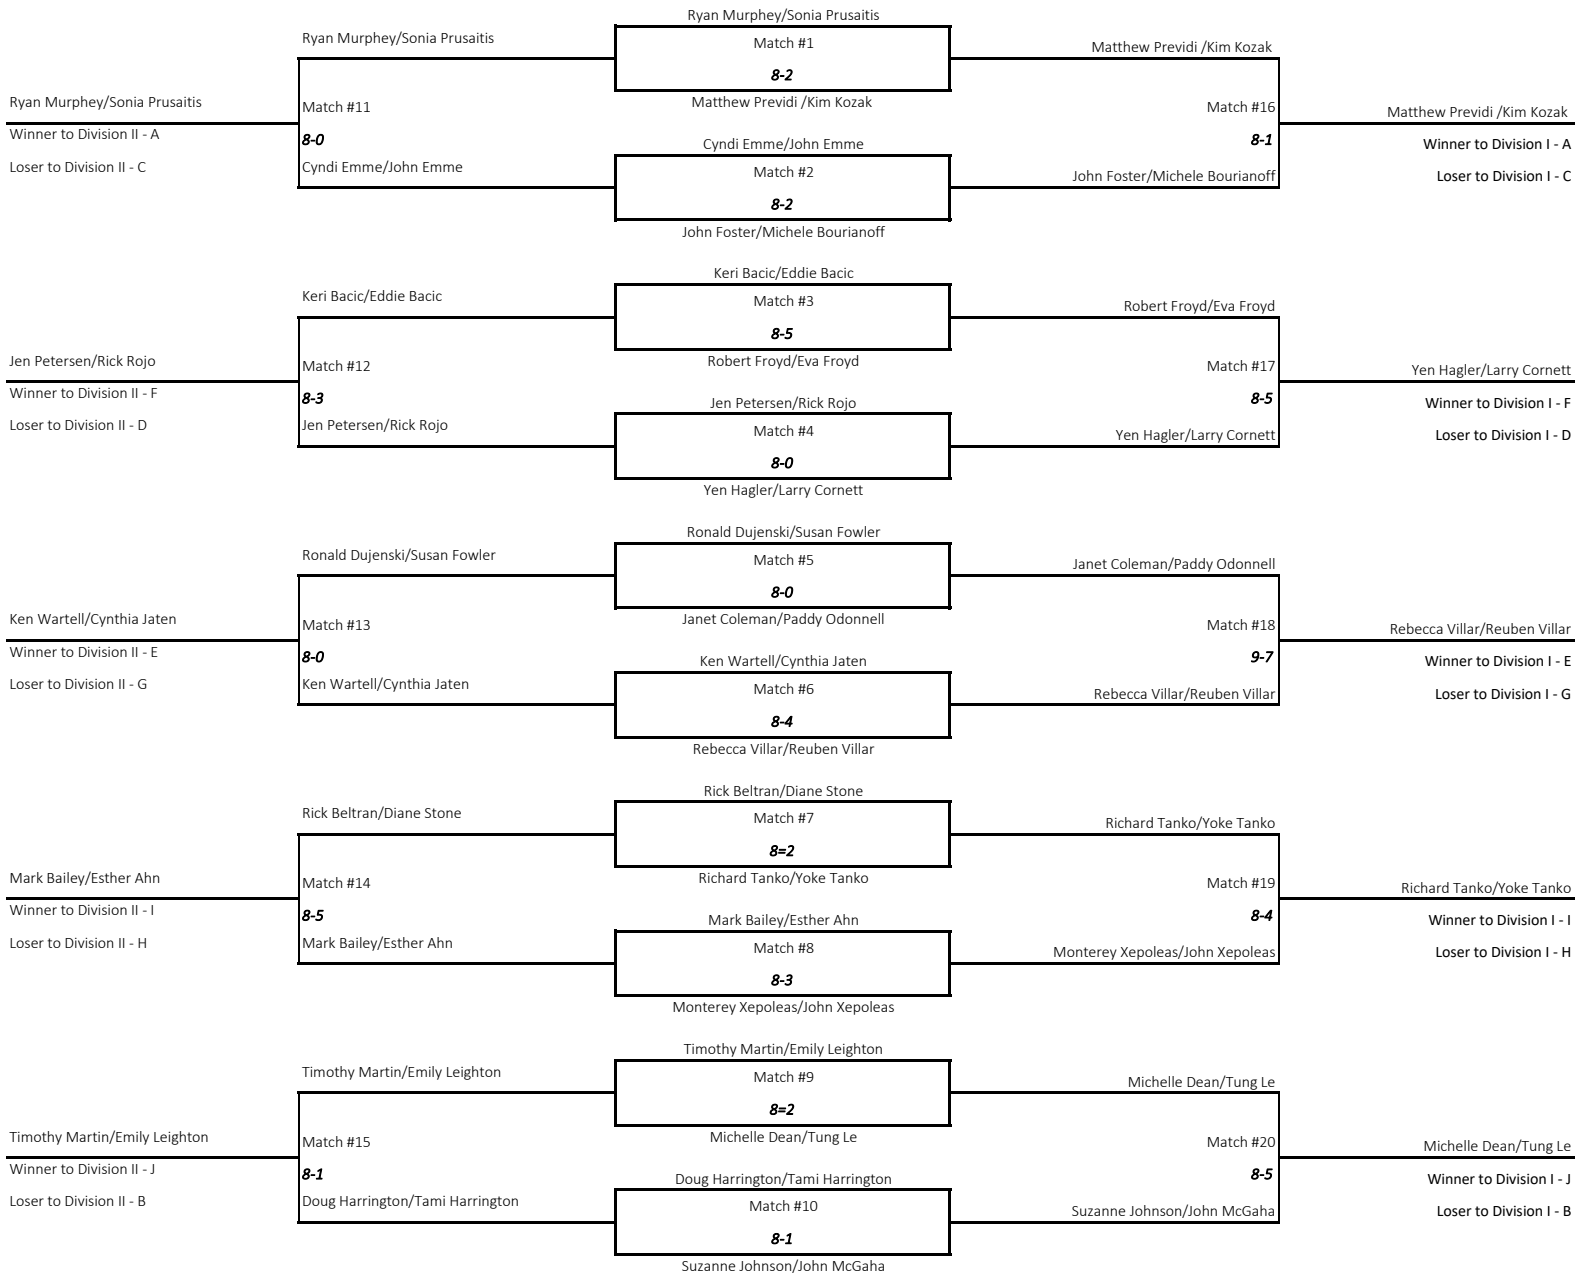 Ryan Murphey/Sonia Prusaitis
Ryan Murphey/Sonia Prusaitis
Match #1
Matthew Previdi /Kim Kozak
8-2
Ryan Murphey/Sonia Prusaitis
Match #11
Matthew Previdi /Kim Kozak
Match #16
Matthew Previdi /Kim Kozak
Winner to Division II - A
8-0
Cyndi Emme/John Emme
8-1
Winner to Division I - A
Loser to Division II - C
Cyndi Emme/John Emme
Match #2
John Foster/Michele Bourianoff
Loser to Division I - C
8-2
John Foster/Michele Bourianoff
Keri Bacic/Eddie Bacic
Keri Bacic/Eddie Bacic
Match #3
Robert Froyd/Eva Froyd
8-5
Jen Petersen/Rick Rojo
Match #12
Robert Froyd/Eva Froyd
Match #17
Yen Hagler/Larry Cornett
Winner to Division II - F
8-3
Jen Petersen/Rick Rojo
8-5
Winner to Division I - F
Loser to Division II - D
Jen Petersen/Rick Rojo
Match #4
Yen Hagler/Larry Cornett
Loser to Division I - D
8-0
Yen Hagler/Larry Cornett
Ronald Dujenski/Susan Fowler
Ronald Dujenski/Susan Fowler
Match #5
Janet Coleman/Paddy Odonnell
8-0
Ken Wartell/Cynthia Jaten
Match #13
Janet Coleman/Paddy Odonnell
Match #18
Rebecca Villar/Reuben Villar
Winner to Division II - E
8-0
Ken Wartell/Cynthia Jaten
9-7
Winner to Division I - E
Loser to Division II - G
Ken Wartell/Cynthia Jaten
Match #6
Rebecca Villar/Reuben Villar
Loser to Division I - G
8-4
Rebecca Villar/Reuben Villar
Rick Beltran/Diane Stone
Rick Beltran/Diane Stone
Match #7
Richard Tanko/Yoke Tanko
8=2
Mark Bailey/Esther Ahn
Match #14
Richard Tanko/Yoke Tanko
Match #19
Richard Tanko/Yoke Tanko
Winner to Division II - I
8-5
Mark Bailey/Esther Ahn
8-4
Winner to Division I - I
Loser to Division II - H
Mark Bailey/Esther Ahn
Match #8
Monterey Xepoleas/John Xepoleas
Loser to Division I - H
8-3
Monterey Xepoleas/John Xepoleas
Timothy Martin/Emily Leighton
Timothy Martin/Emily Leighton
Match #9
Michelle Dean/Tung Le
8=2
Timothy Martin/Emily Leighton
Match #15
Michelle Dean/Tung Le
Match #20
Michelle Dean/Tung Le
Winner to Division II - J
8-1
Doug Harrington/Tami Harrington
8-5
Winner to Division I - J
Loser to Division II - B
Doug Harrington/Tami Harrington
Match #10
Suzanne Johnson/John McGaha
Loser to Division I - B
8-1
Suzanne Johnson/John McGaha